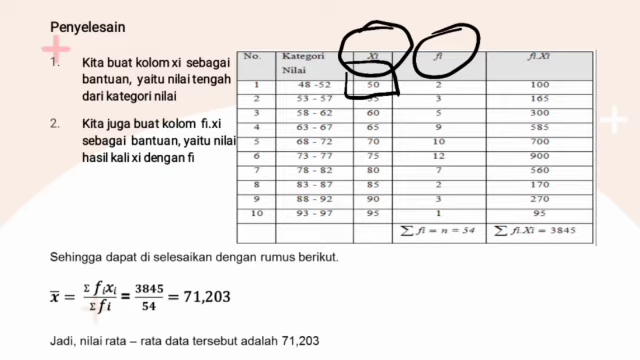 Penyelesain
1. Kita buat kolom xi sebagai
bantuan, yaitu nilai tengah
dari kategori nilai
2. Kita juga buat kolom fi.xi
sebagai bantuan, yaitu nilai
hasil kali xi dengan fi
No. Kategori Nilai Xi fi fi.Xi
1 48 -52 50 2 100
2 53 - 57 55 3 165
3 58 - 62 60 5 300
4 63 - 67 65 9 585
5 68 - 72 70 10 700
6 73 - 77 75 12 900
7 78 - 82 80 7 560
8 83 - 87 85 2 170
9 88 - 92 90 3 270
10 93 - 97 95 1 95
∑ fi = n = 54 ∑ fi.Xi = 3845
Sehingga dapat di selesaikan dengan rumus berikut.
x̅ = Σ fᵢxᵢ / Σ fi = 3845 / 54 = 71,203
Jadi, nilai rata – rata data tersebut adalah 71,203